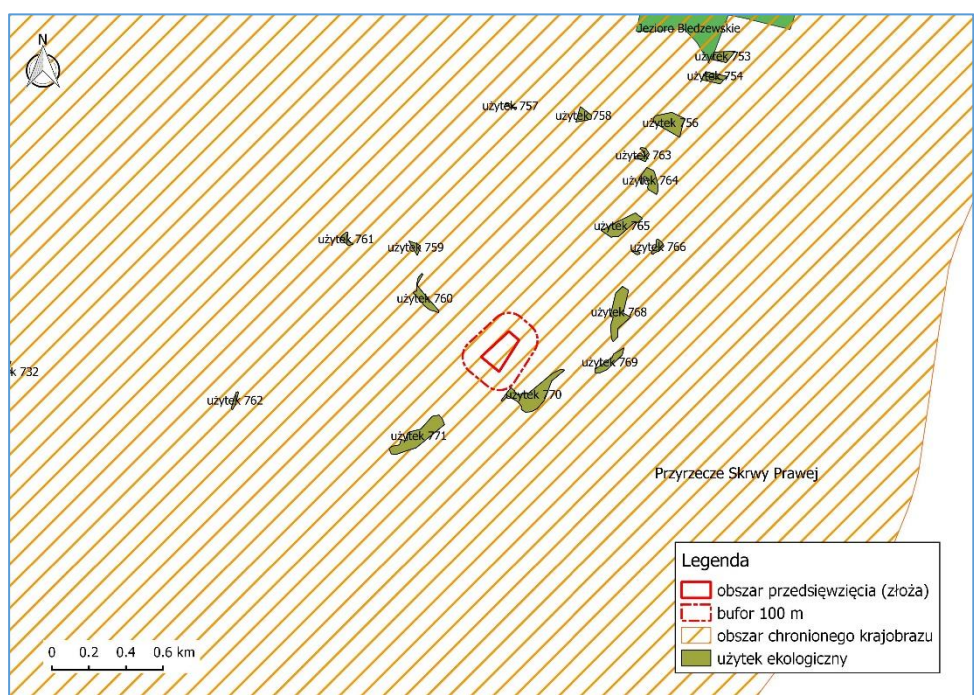 Jezioro Bledzewskie
N
użytek 753
użytek 754
użytek 757
użytek 758
użytek 756
użytek 763
użytek 764
użytek 765
użytek 761
użytek 759
użytek 766
użytek 760
użytek 768
użytek 769
k 732
użytek 770
użytek 762
użytek 771
Przyrzecze Skrwy Prawej
Legenda
obszar przedsięwzięcia (złoża)
bufor 100 m
obszar chronionego krajobrazu
użytek ekologiczny
0 0.2 0.4 0.6 km